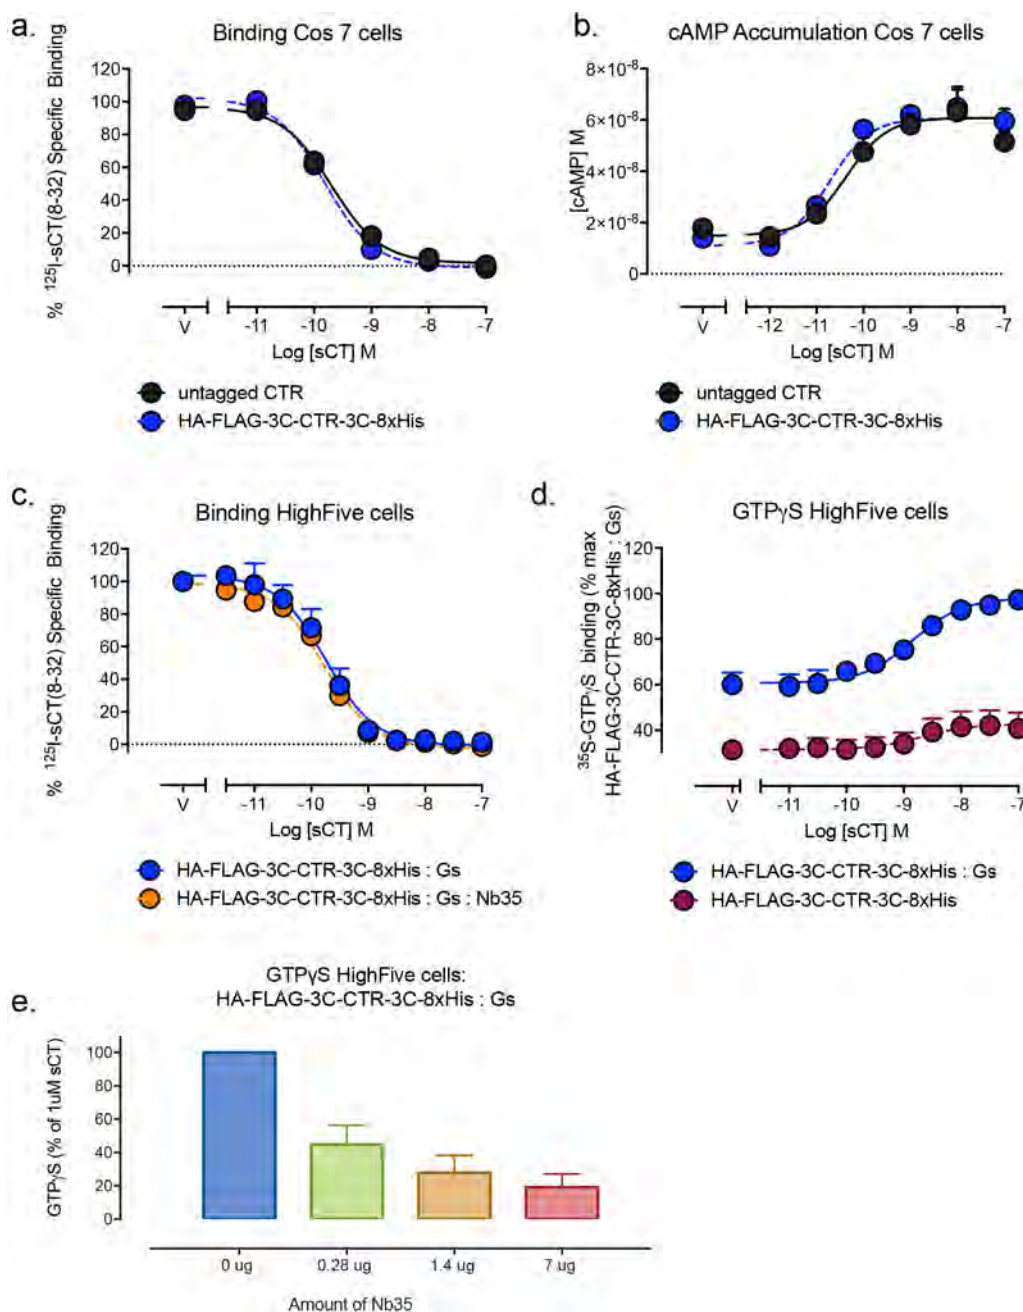 a.
Binding Cos 7 cells
% ¹²⁵I-sCT(8-32) Specific Binding
120
100
80
60
40
20
0
V
-11
-10
-9
-8
-7
Log [sCT] M
untagged CTR
HA-FLAG-3C-CTR-3C-8xHis
b.
cAMP Accumulation Cos 7 cells
[cAMP] M
8×10⁻⁸
6×10⁻⁸
4×10⁻⁸
2×10⁻⁸
0
V
-12
-11
-10
-9
-8
-7
Log [sCT] M
untagged CTR
HA-FLAG-3C-CTR-3C-8xHis
c.
Binding HighFive cells
% ¹²⁵I-sCT(8-32) Specific Binding
120
100
80
60
40
20
0
V
-11
-10
-9
-8
-7
Log [sCT] M
HA-FLAG-3C-CTR-3C-8xHis : Gs
HA-FLAG-3C-CTR-3C-8xHis : Gs : Nb35
d.
GTPγS HighFive cells
³⁵S-GTPγS binding (% max
HA-FLAG-3C-CTR-3C-8xHis : Gs)
120
100
80
60
40
V
-11
-10
-9
-8
-7
Log [sCT] M
HA-FLAG-3C-CTR-3C-8xHis : Gs
HA-FLAG-3C-CTR-3C-8xHis
e.
GTPγS HighFive cells:
HA-FLAG-3C-CTR-3C-8xHis : Gs
GTPγS (% of 1uM sCT)
100
80
60
40
20
0
0 ug
0.28 ug
1.4 ug
7 ug
Amount of Nb35